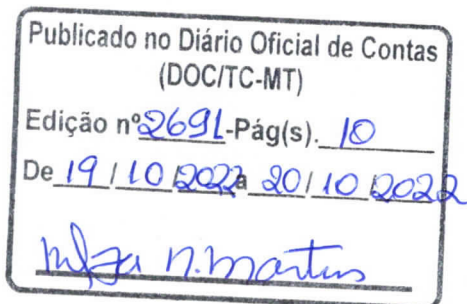 Publicado no Diário Oficial de Contas
(DOC/TC-MT)
Edição nº 2691-Pág(s). 10
De 19/10/2022 a 20/10/2022
n. martins